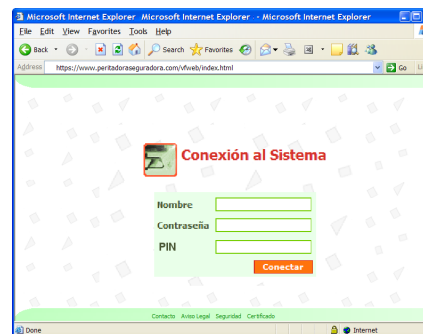 Microsoft Internet Explorer Microsoft Internet Explorer - Microsoft Internet Explorer
File Edit View Favorites Tools Help
Back Search Favorites
Address https://www.peritadoraseguradora.com/vfweb/index.html Go Li
Conexión al Sistema
Nombre
Contraseña
PIN
Conectar
Contacto Aviso Legal Seguridad Certificado
Done Internet